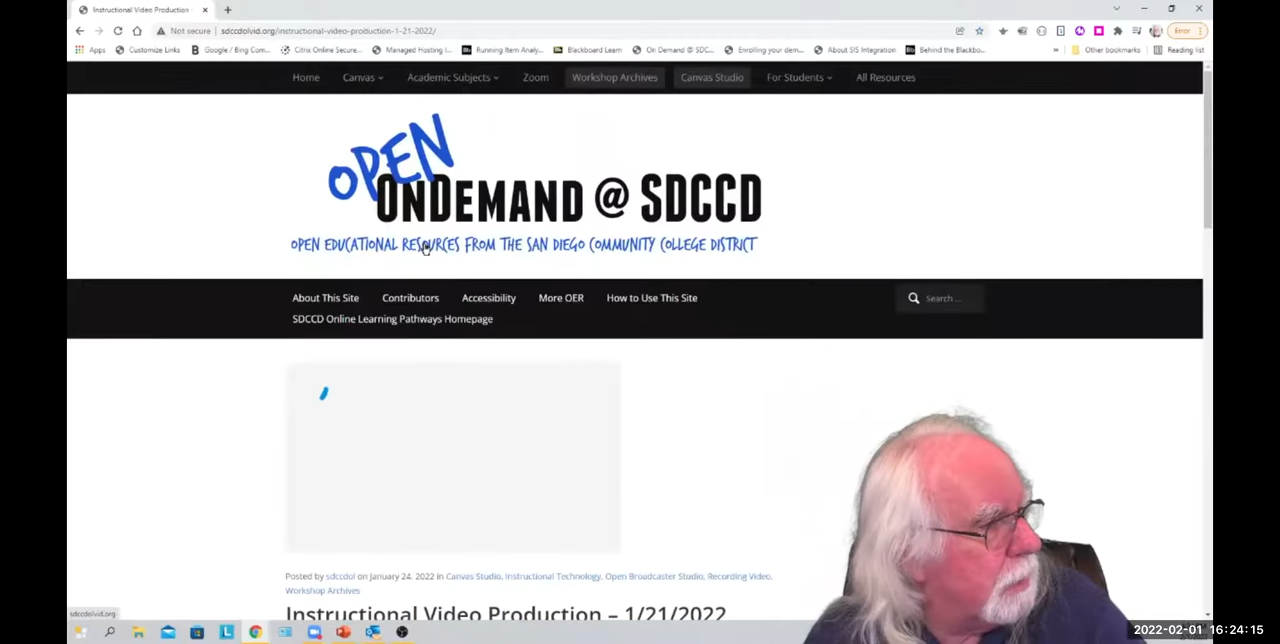 Instructional Video Production -
Not secure | sdccdolvid.org/instructional-video-production-1-21-2022/
Error
Apps Customize Links Google / Bing Com... Citrix Online Secure... Managed Hosting I... Running Item Analy... Blackboard Learn On Demand @ SDC... Enrolling your dem... About SIS Integration Behind the Blackbo... » Other bookmarks Reading list
Home Canvas Academic Subjects Zoom Workshop Archives Canvas Studio For Students All Resources
OPEN
ONDEMAND @ SDCCD
OPEN EDUCATIONAL RESOURCES FROM THE SAN DIEGO COMMUNITY COLLEGE DISTRICT
About This Site Contributors Accessibility More OER How to Use This Site
Search ...
SDCCD Online Learning Pathways Homepage
Posted by sdccdol on January 24, 2022 in Canvas Studio, Instructional Technology, Open Broadcaster Studio, Recording Video,
Workshop Archives
Instructional Video Production – 1/21/2022
sdccdolvid.org
2022-02-01 16:24:15